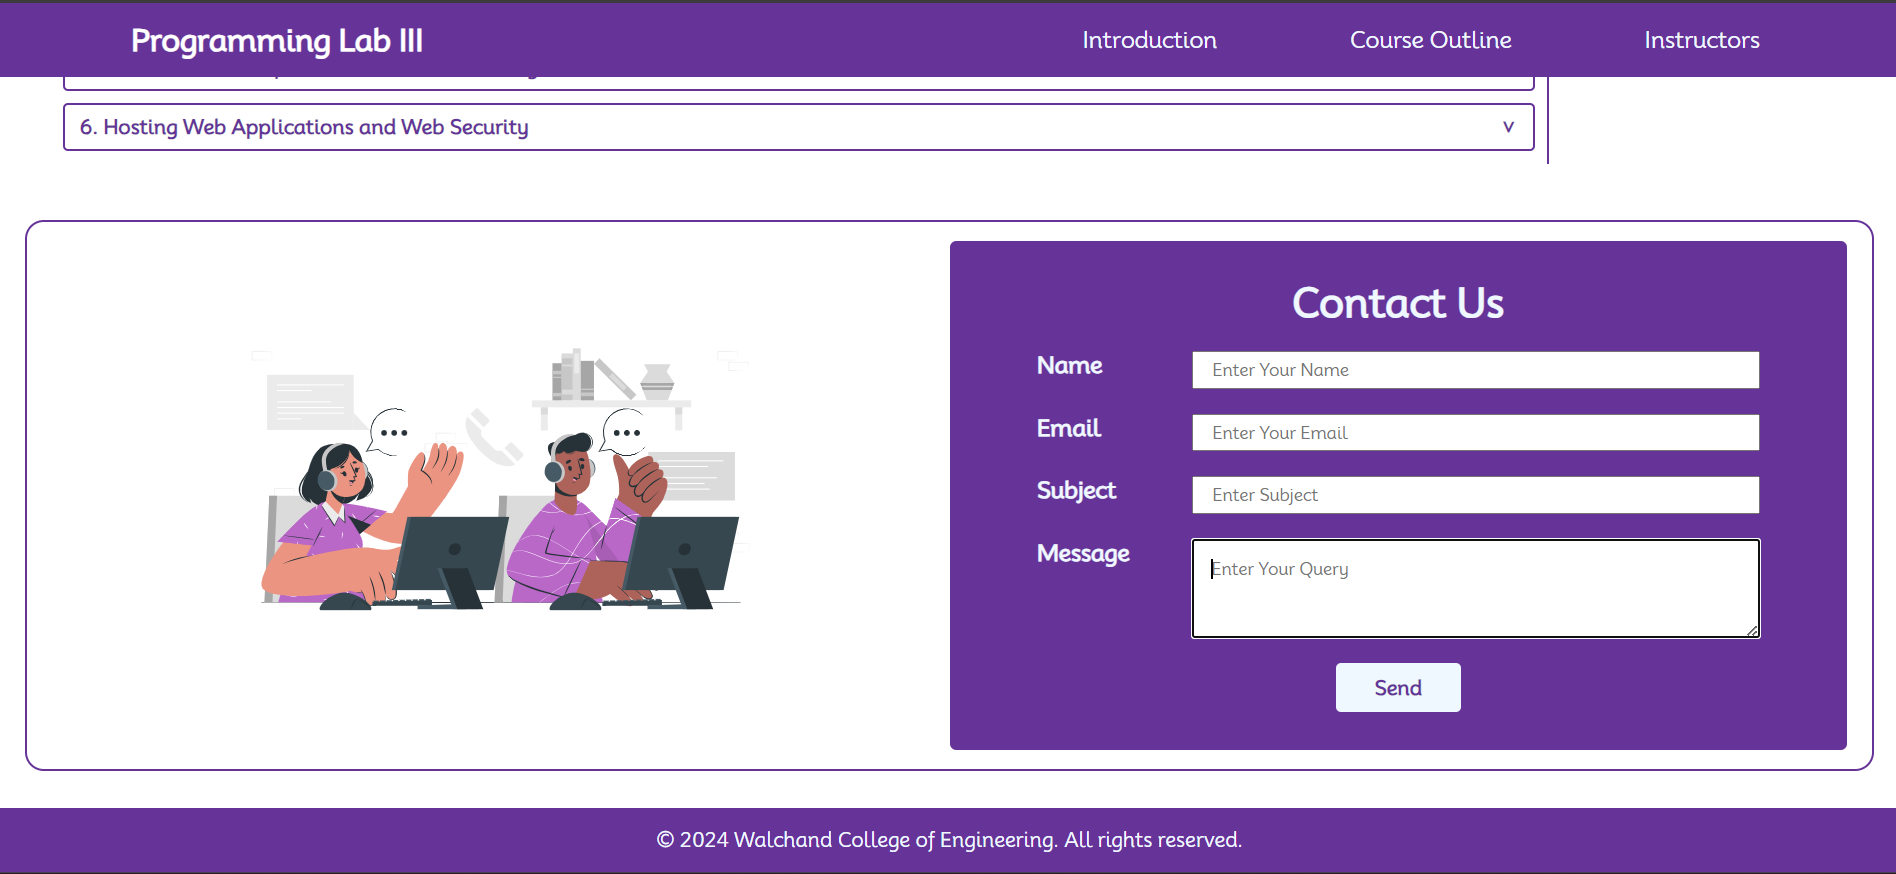 Programming Lab III
Introduction
Course Outline
Instructors
6. Hosting Web Applications and Web Security
v
Contact Us
Name
Enter Your Name
Email
Enter Your Email
Subject
Enter Subject
Message
Enter Your Query
Send
© 2024 Walchand College of Engineering. All rights reserved.